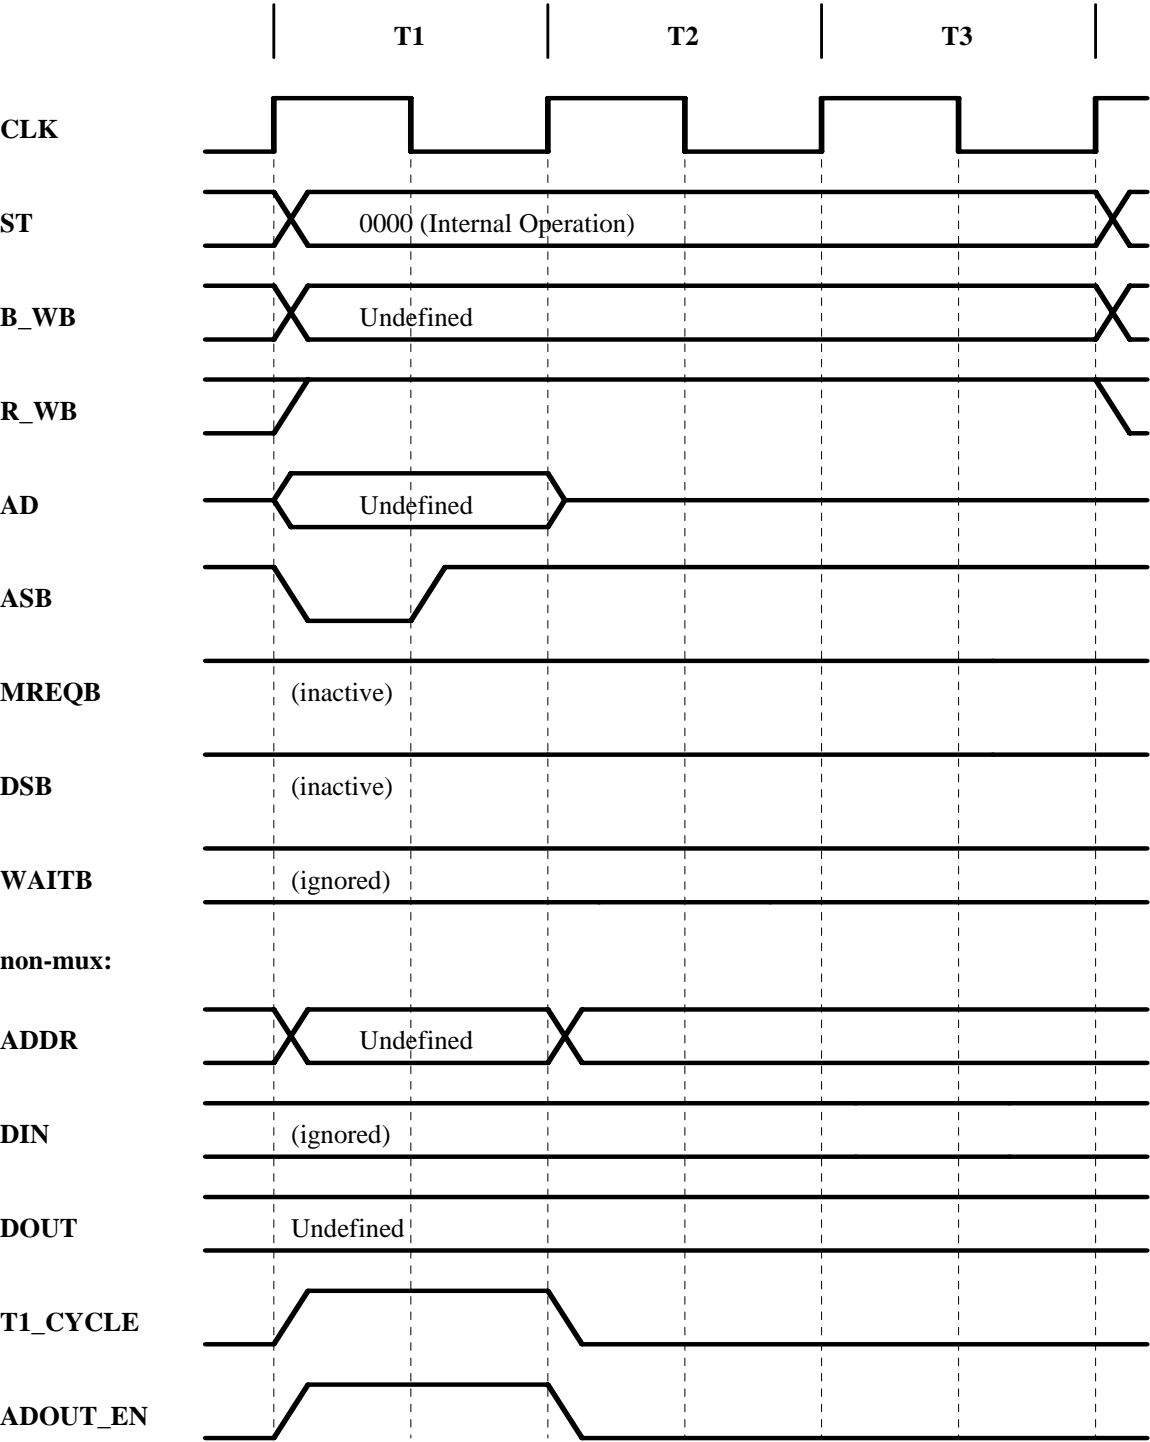 T1 T2 T3
CLK
ST 0000 (Internal Operation)
B_WB Undefined
R_WB
AD Undefined
ASB
MREQB (inactive)
DSB (inactive)
WAITB (ignored)
non-mux:
ADDR Undefined
DIN (ignored)
DOUT Undefined
T1_CYCLE
ADOUT_EN